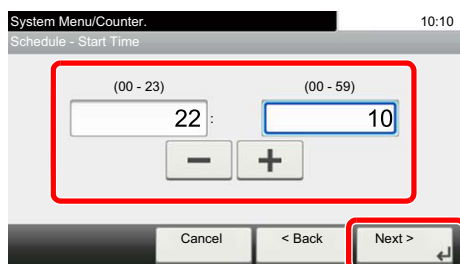 System Menu/Counter. 10:10
Schedule - Start Time
(00 - 23) (00 - 59)
22 : 10
− +
Cancel < Back Next >